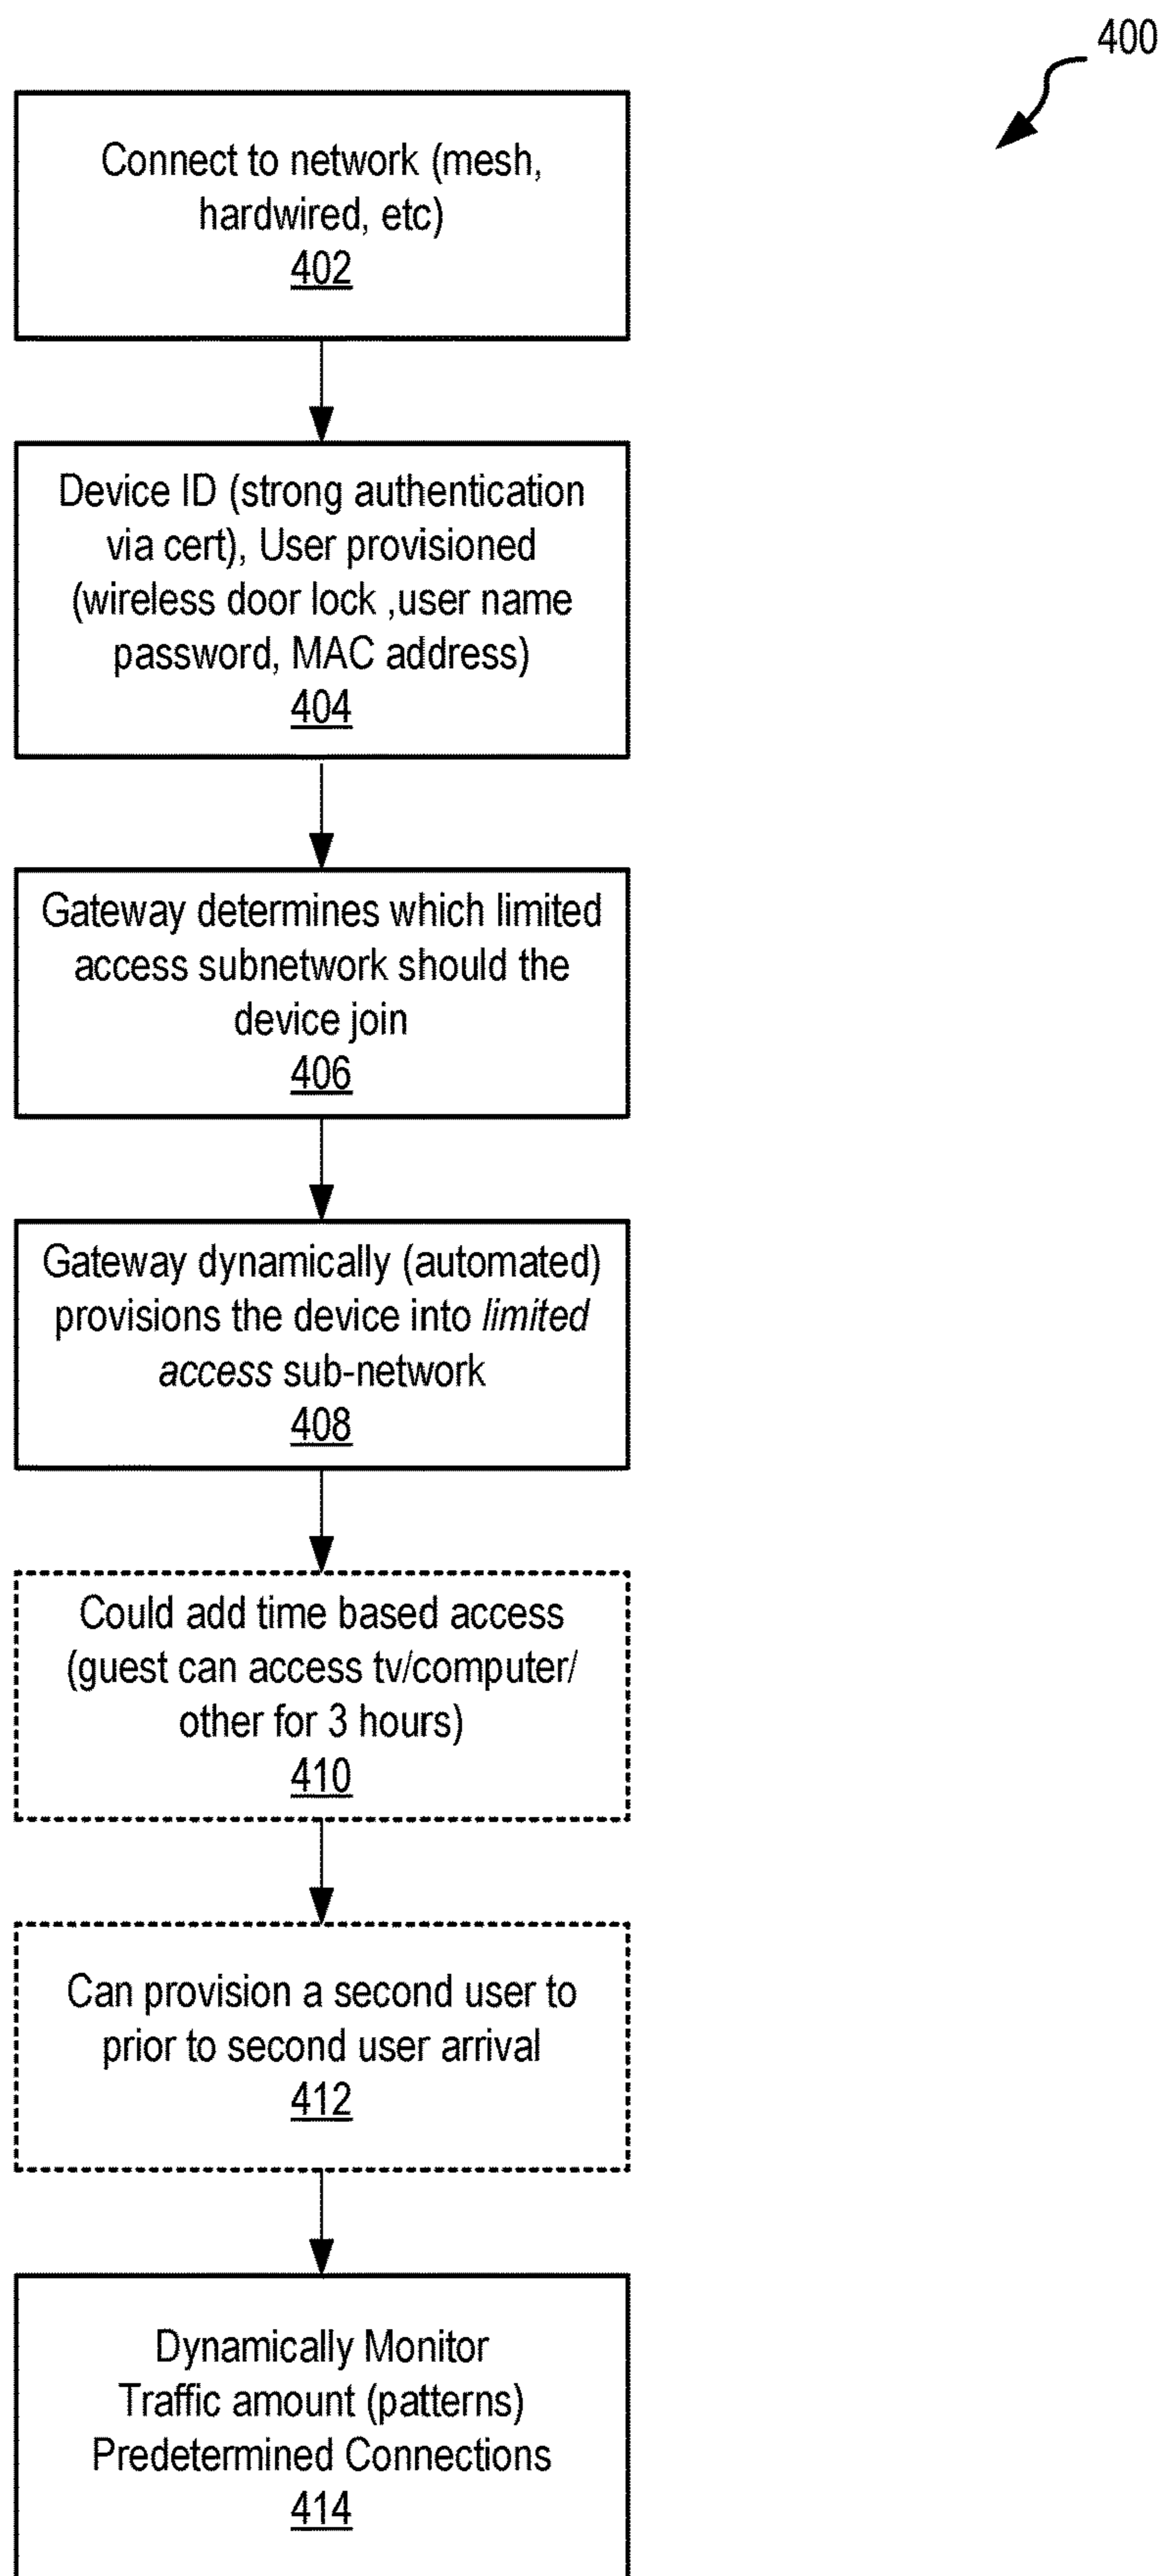 400
Connect to network (mesh,
hardwired, etc)
402
Device ID (strong authentication
via cert), User provisioned
(wireless door lock ,user name
password, MAC address)
404
Gateway determines which limited
access subnetwork should the
device join
406
Gateway dynamically (automated)
provisions the device into limited
access sub-network
408
Could add time based access
(guest can access tv/computer/
other for 3 hours)
410
Can provision a second user to
prior to second user arrival
412
Dynamically Monitor
Traffic amount (patterns)
Predetermined Connections
414